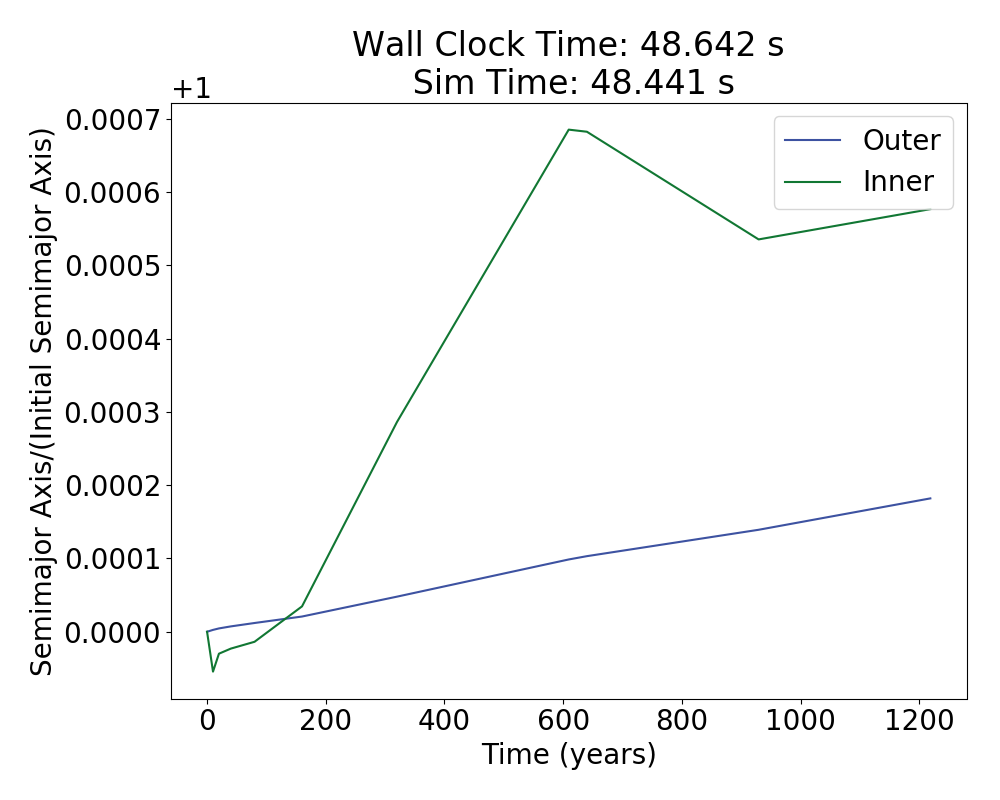 Wall Clock Time: 48.642 s
Sim Time: 48.441 s
+1
0.0007
0.0006
0.0005
0.0004
0.0003
0.0002
0.0001
0.0000
Semimajor Axis/(Initial Semimajor Axis)
Outer
Inner
0 200 400 600 800 1000 1200
Time (years)